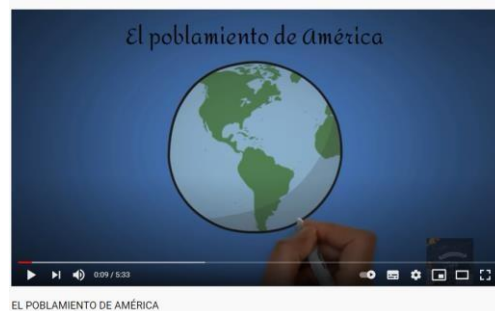 El poblamiento de América
0:09 / 5:33
EL POBLAMIENTO DE AMÉRICA